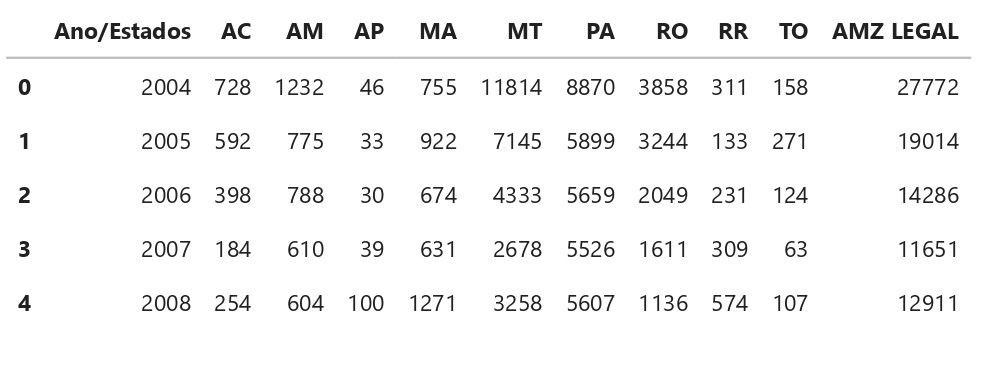 Ano/Estados AC AM AP MA MT PA RO RR TO AMZ LEGAL
0 2004 728 1232 46 755 11814 8870 3858 311 158 27772
1 2005 592 775 33 922 7145 5899 3244 133 271 19014
2 2006 398 788 30 674 4333 5659 2049 231 124 14286
3 2007 184 610 39 631 2678 5526 1611 309 63 11651
4 2008 254 604 100 1271 3258 5607 1136 574 107 12911